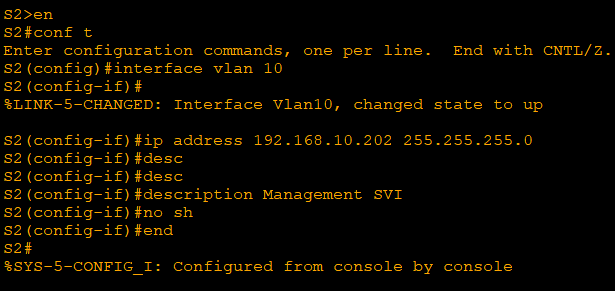 S2>en
S2#conf t
Enter configuration commands, one per line.  End with CNTL/Z.
S2(config)#interface vlan 10
S2(config-if)#
%LINK-5-CHANGED: Interface Vlan10, changed state to up

S2(config-if)#ip address 192.168.10.202 255.255.255.0
S2(config-if)#desc
S2(config-if)#desc
S2(config-if)#description Management SVI
S2(config-if)#no sh
S2(config-if)#end
S2#
%SYS-5-CONFIG_I: Configured from console by console